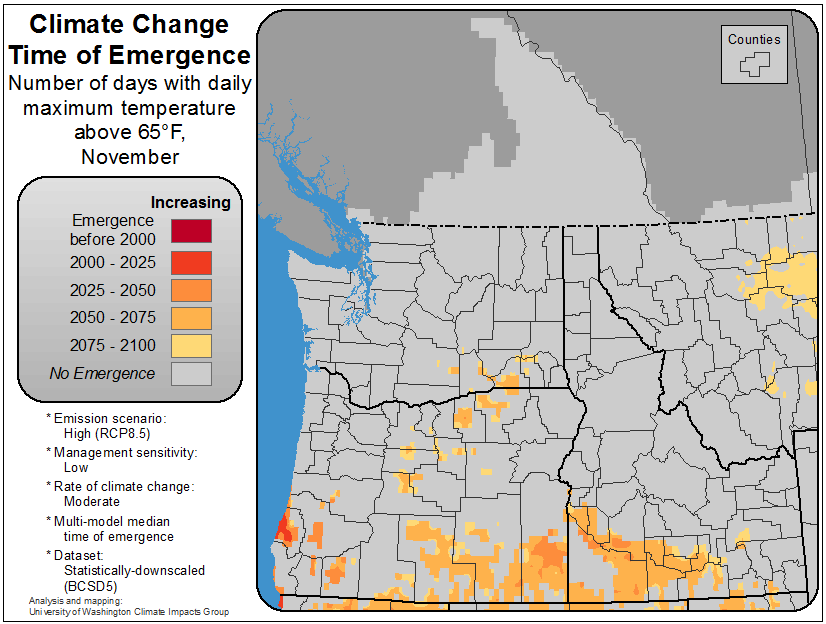 Climate Change
Time of Emergence
Number of days with daily
maximum temperature
above 65°F,
November
Increasing
Emergence
before 2000
2000 - 2025
2025 - 2050
2050 - 2075
2075 - 2100
No Emergence
* Emission scenario:
High (RCP8.5)
* Management sensitivity:
Low
* Rate of climate change:
Moderate
* Multi-model median
time of emergence
* Dataset:
Statistically-downscaled
(BCSD5)
Analysis and mapping:
University of Washington Climate Impacts Group
Counties